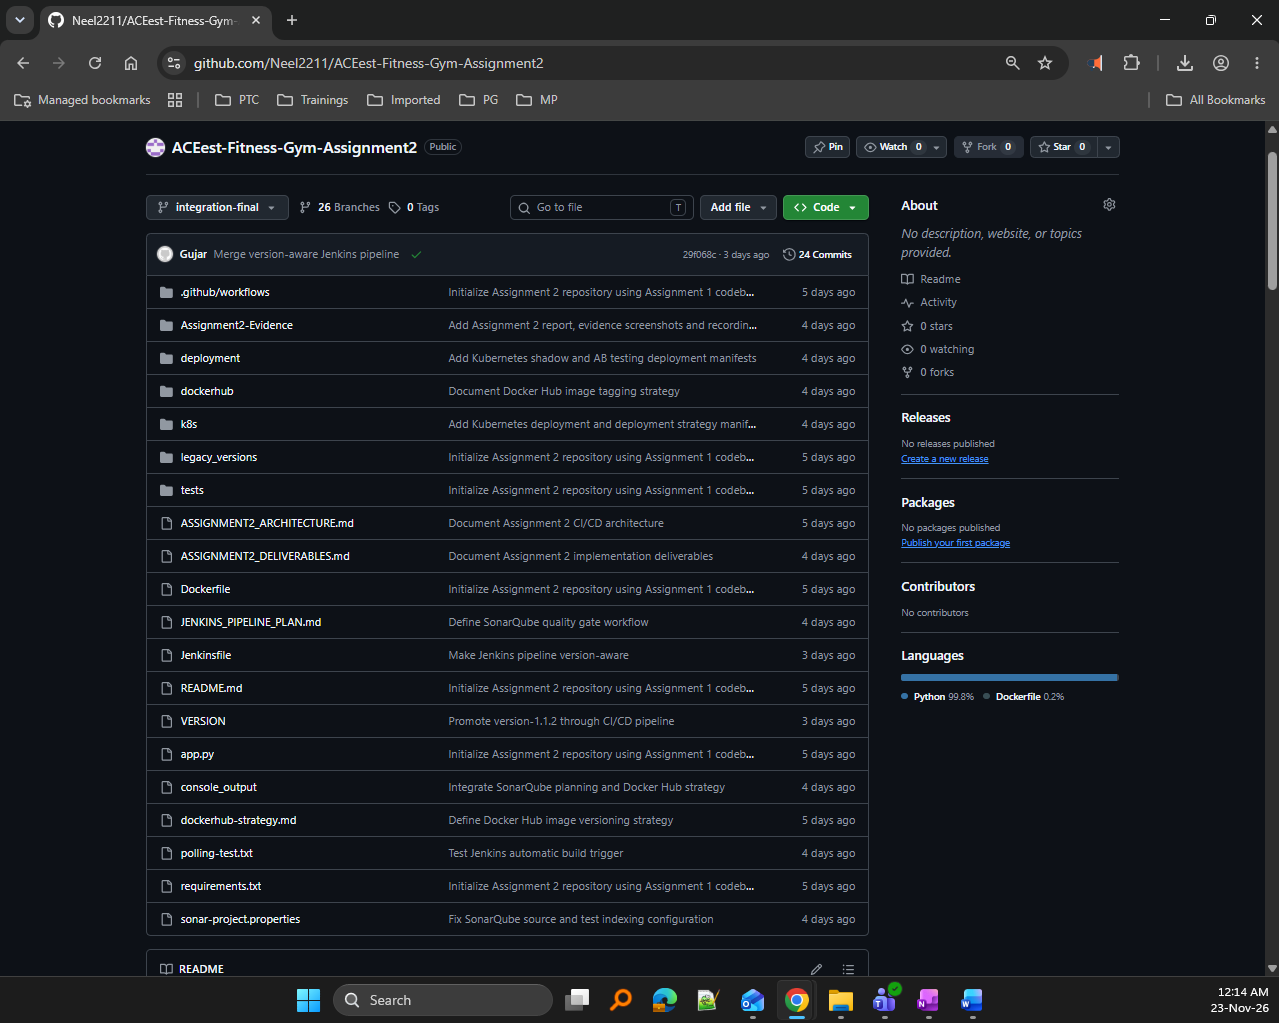 Neel2211/ACEest-Fitness-Gym-
github.com/Neel2211/ACEest-Fitness-Gym-Assignment2
Managed bookmarks PTC Trainings Imported PG MP All Bookmarks
ACEest-Fitness-Gym-Assignment2 Public Pin Watch 0 Fork 0 Star 0
integration-final 26 Branches 0 Tags Go to file T Add file Code
Gujar Merge version-aware Jenkins pipeline 29f068c · 3 days ago 24 Commits
.github/workflows Initialize Assignment 2 repository using Assignment 1 codeb... 5 days ago
Assignment2-Evidence Add Assignment 2 report, evidence screenshots and recordin... 4 days ago
deployment Add Kubernetes shadow and AB testing deployment manifests 4 days ago
dockerhub Document Docker Hub image tagging strategy 4 days ago
k8s Add Kubernetes deployment and deployment strategy manif... 4 days ago
legacy_versions Initialize Assignment 2 repository using Assignment 1 codeb... 5 days ago
tests Initialize Assignment 2 repository using Assignment 1 codeb... 5 days ago
ASSIGNMENT2_ARCHITECTURE.md Document Assignment 2 CI/CD architecture 5 days ago
ASSIGNMENT2_DELIVERABLES.md Document Assignment 2 implementation deliverables 4 days ago
Dockerfile Initialize Assignment 2 repository using Assignment 1 codeb... 5 days ago
JENKINS_PIPELINE_PLAN.md Define SonarQube quality gate workflow 4 days ago
Jenkinsfile Make Jenkins pipeline version-aware 3 days ago
README.md Initialize Assignment 2 repository using Assignment 1 codeb... 5 days ago
VERSION Promote version-1.1.2 through CI/CD pipeline 3 days ago
app.py Initialize Assignment 2 repository using Assignment 1 codeb... 5 days ago
console_output Integrate SonarQube planning and Docker Hub strategy 4 days ago
dockerhub-strategy.md Define Docker Hub image versioning strategy 5 days ago
polling-test.txt Test Jenkins automatic build trigger 4 days ago
requirements.txt Initialize Assignment 2 repository using Assignment 1 codeb... 5 days ago
sonar-project.properties Fix SonarQube source and test indexing configuration 4 days ago
README
About
No description, website, or topics
provided.
Readme
Activity
0 stars
0 watching
0 forks
Releases
No releases published
Create a new release
Packages
No packages published
Publish your first package
Contributors
No contributors
Languages
Python 99.8% Dockerfile 0.2%
Search
12:14 AM
23-Nov-26